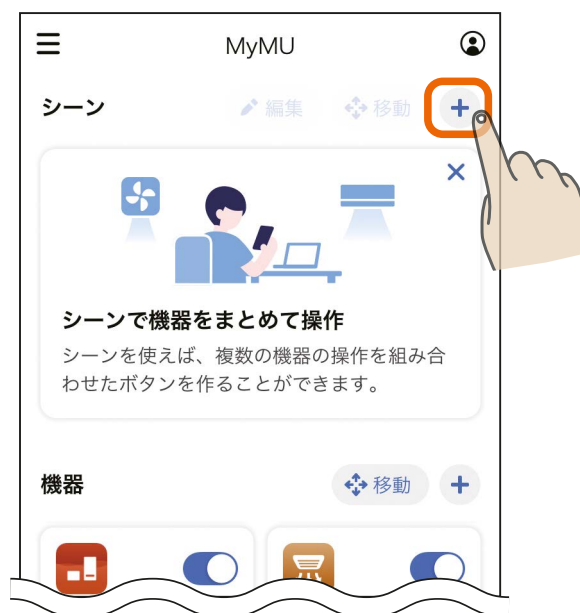 MyMU
シーン 編集 移動
シーンで機器をまとめて操作
シーンを使えば、複数の機器の操作を組み合
わせたボタンを作ることができます。
機器 移動